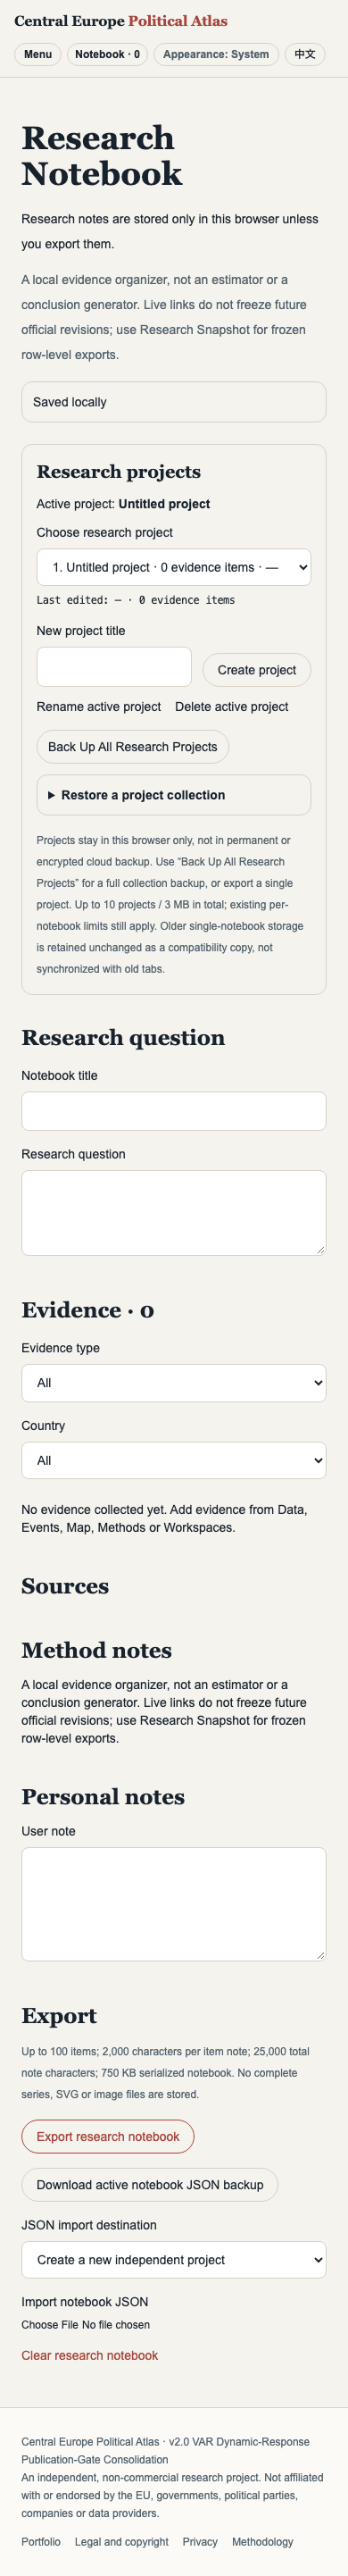 Central Europe Political Atlas
Menu
Notebook · 0
Appearance: System
中文
Research
Notebook
Research notes are stored only in this browser unless
you export them.
A local evidence organizer, not an estimator or a
conclusion generator. Live links do not freeze future
official revisions; use Research Snapshot for frozen
row-level exports.
Saved locally
Research projects
Active project: Untitled project
Choose research project
1. Untitled project · 0 evidence items · —
Last edited: — · 0 evidence items
New project title
Create project
Rename active project
Delete active project
Back Up All Research Projects
▶ Restore a project collection
Projects stay in this browser only, not in permanent or
encrypted cloud backup. Use "Back Up All Research
Projects" for a full collection backup, or export a single
project. Up to 10 projects / 3 MB in total; existing per-
notebook limits still apply. Older single-notebook storage
is retained unchanged as a compatibility copy, not
synchronized with old tabs.
Research question
Notebook title
Research question
Evidence · 0
Evidence type
All
Country
All
No evidence collected yet. Add evidence from Data,
Events, Map, Methods or Workspaces.
Sources
Method notes
A local evidence organizer, not an estimator or a
conclusion generator. Live links do not freeze future
official revisions; use Research Snapshot for frozen
row-level exports.
Personal notes
User note
Export
Up to 100 items; 2,000 characters per item note; 25,000 total
note characters; 750 KB serialized notebook. No complete
series, SVG or image files are stored.
Export research notebook
Download active notebook JSON backup
JSON import destination
Create a new independent project
Import notebook JSON
Choose File No file chosen
Clear research notebook
Central Europe Political Atlas · v2.0 VAR Dynamic-Response
Publication-Gate Consolidation
An independent, non-commercial research project. Not affiliated
with or endorsed by the EU, governments, political parties,
companies or data providers.
Portfolio
Legal and copyright
Privacy
Methodology